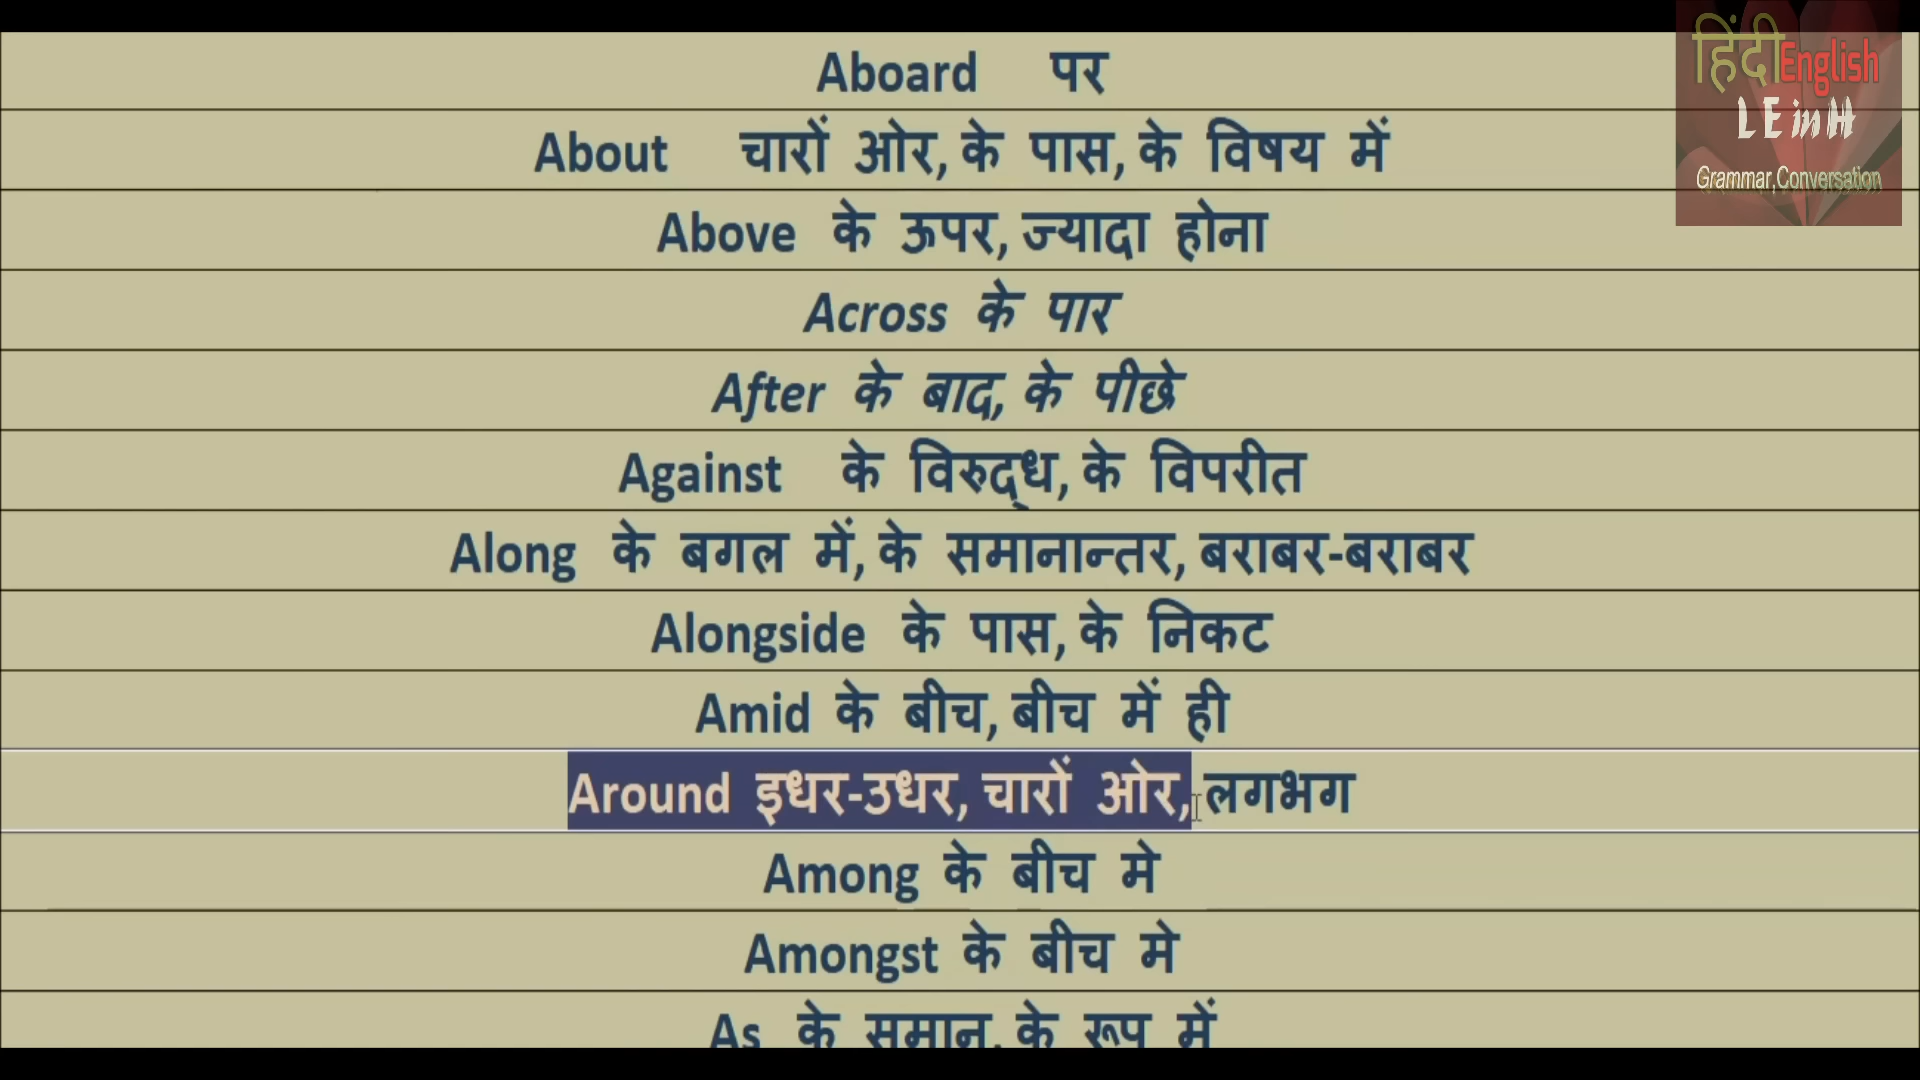 Aboard पर
About चारों ओर, के पास, के विषय में
Above के ऊपर, ज्यादा होना
Across के पार
After के बाद, के पीछे
Against के विरुद्ध, के विपरीत
Along के बगल में, के समानान्तर, बराबर-बराबर
Alongside के पास, के निकट
Amid के बीच, बीच में ही
Around इधर-उधर, चारों ओर, लगभग
Among के बीच मे
Amongst के बीच मे
As के समान, के रूप में
हिंदी English
L E in H
Grammar,Conversation